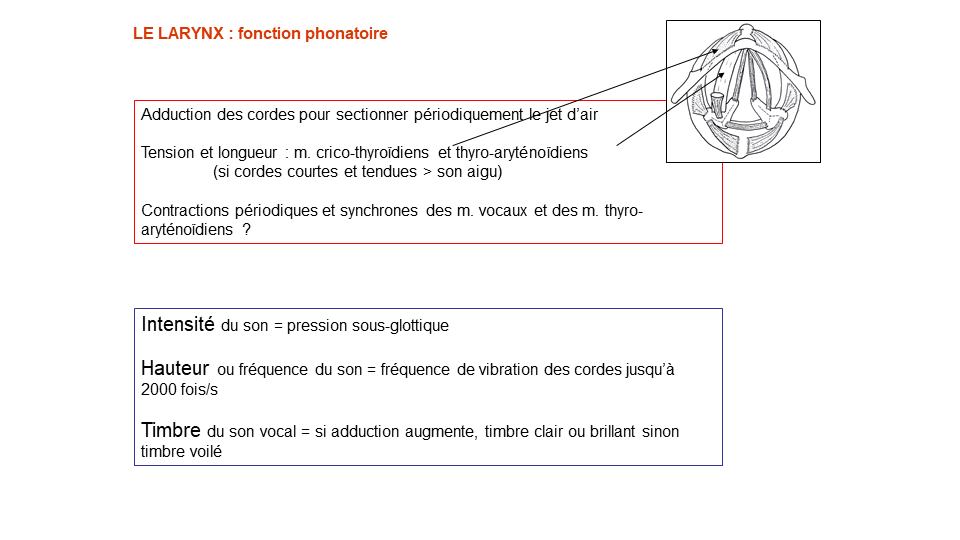 LE LARYNX : fonction phonatoire
Adduction des cordes pour sectionner périodiquement le jet d’air
Tension et longueur : m. crico-thyroïdiens et thyro-aryténoïdiens
(si cordes courtes et tendues > son aigu)
Contractions périodiques et synchrones des m. vocaux et des m. thyro-
aryténoïdiens ?
Intensité du son = pression sous-glottique
Hauteur ou fréquence du son = fréquence de vibration des cordes jusqu’à
2000 fois/s
Timbre du son vocal = si adduction augmente, timbre clair ou brillant sinon
timbre voilé